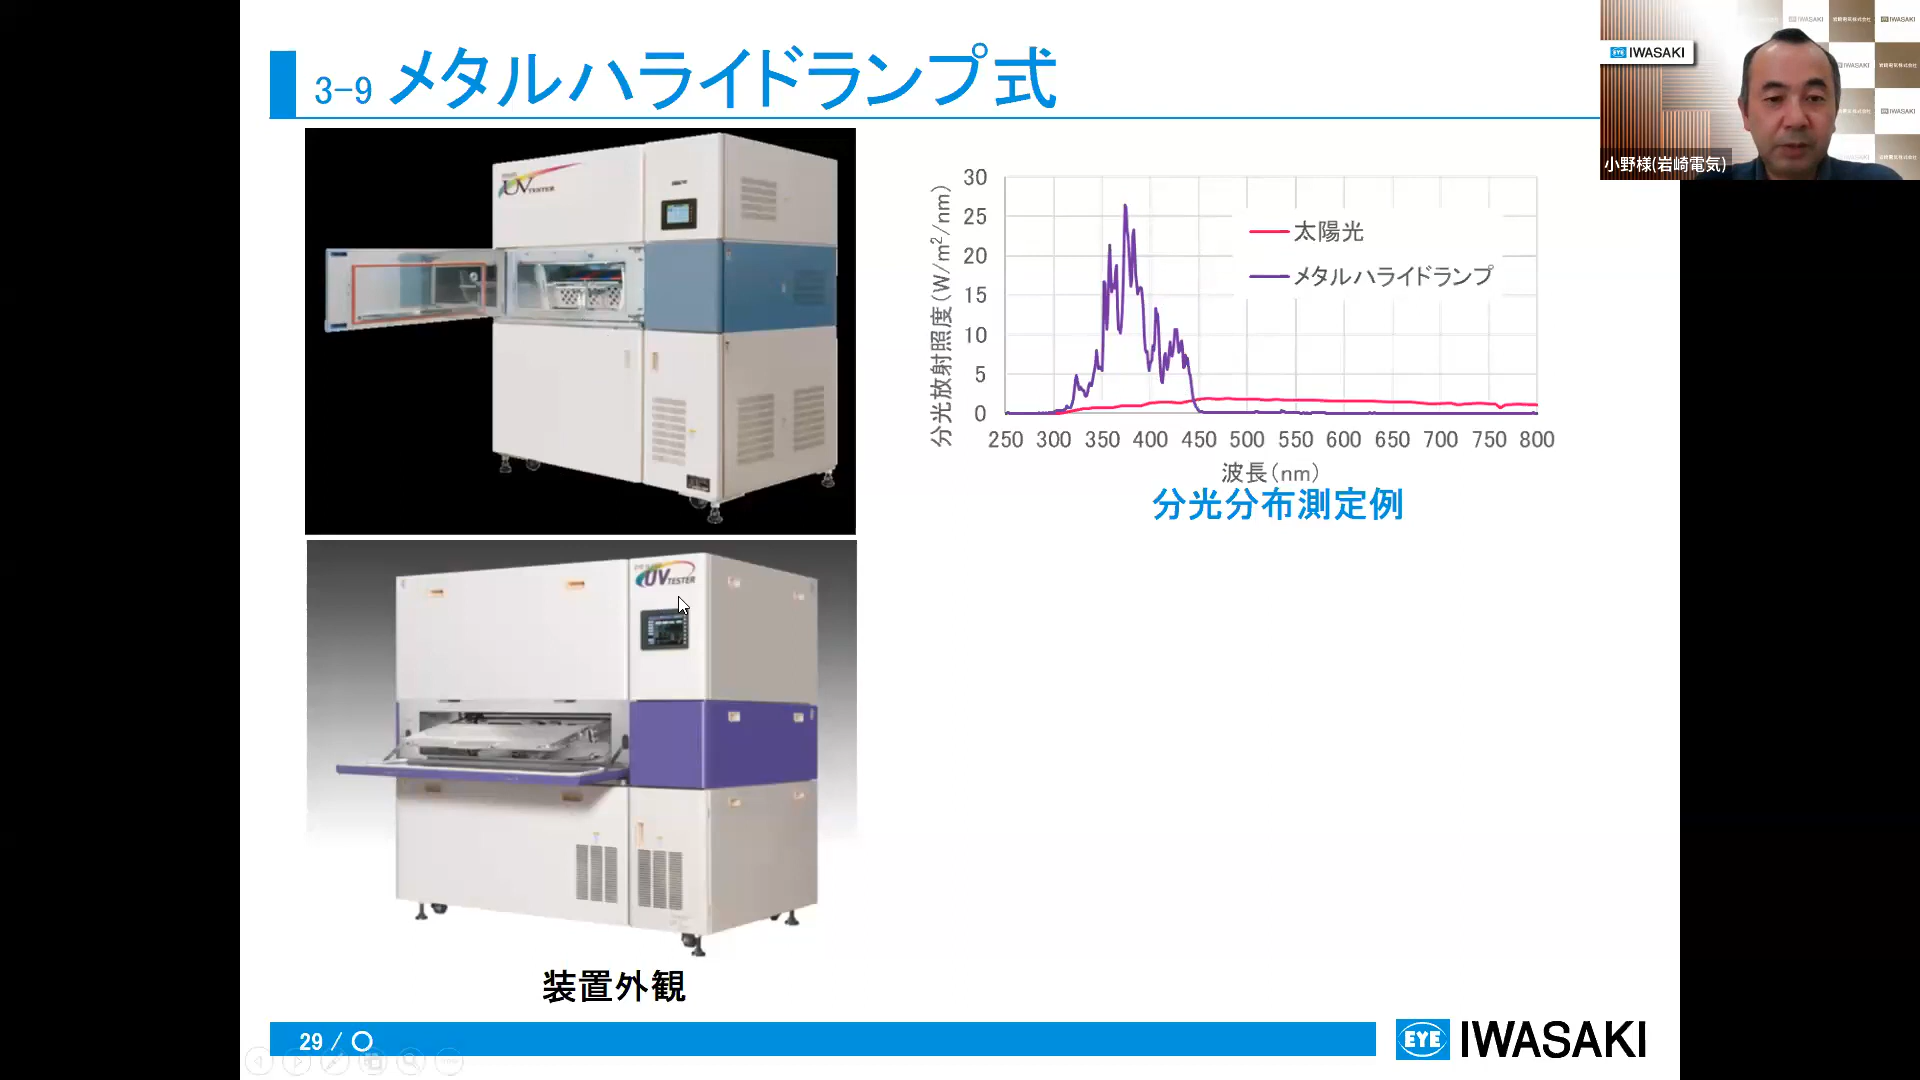 3-9 メタルハライドランプ式
IWASAKI
小野様(岩崎電気)
UV TESTER
UV TESTER
装置外観
分光放射照度(W/m²/nm)
30
25
20
15
10
5
0
太陽光
メタルハライドランプ
250 300 350 400 450 500 550 600 650 700 750 800
波長(nm)
分光分布測定例
29 / 〇
EYE IWASAKI